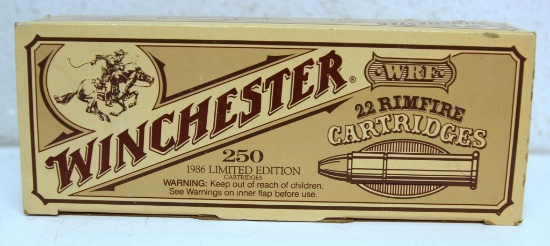 WINCHESTER®
250
1986 LIMITED EDITION
CARTRIDGES
WARNING: Keep out of reach of children.
See Warnings on inner flap before use.
W.R.F.
22 RIMFIRE
CARTRIDGES